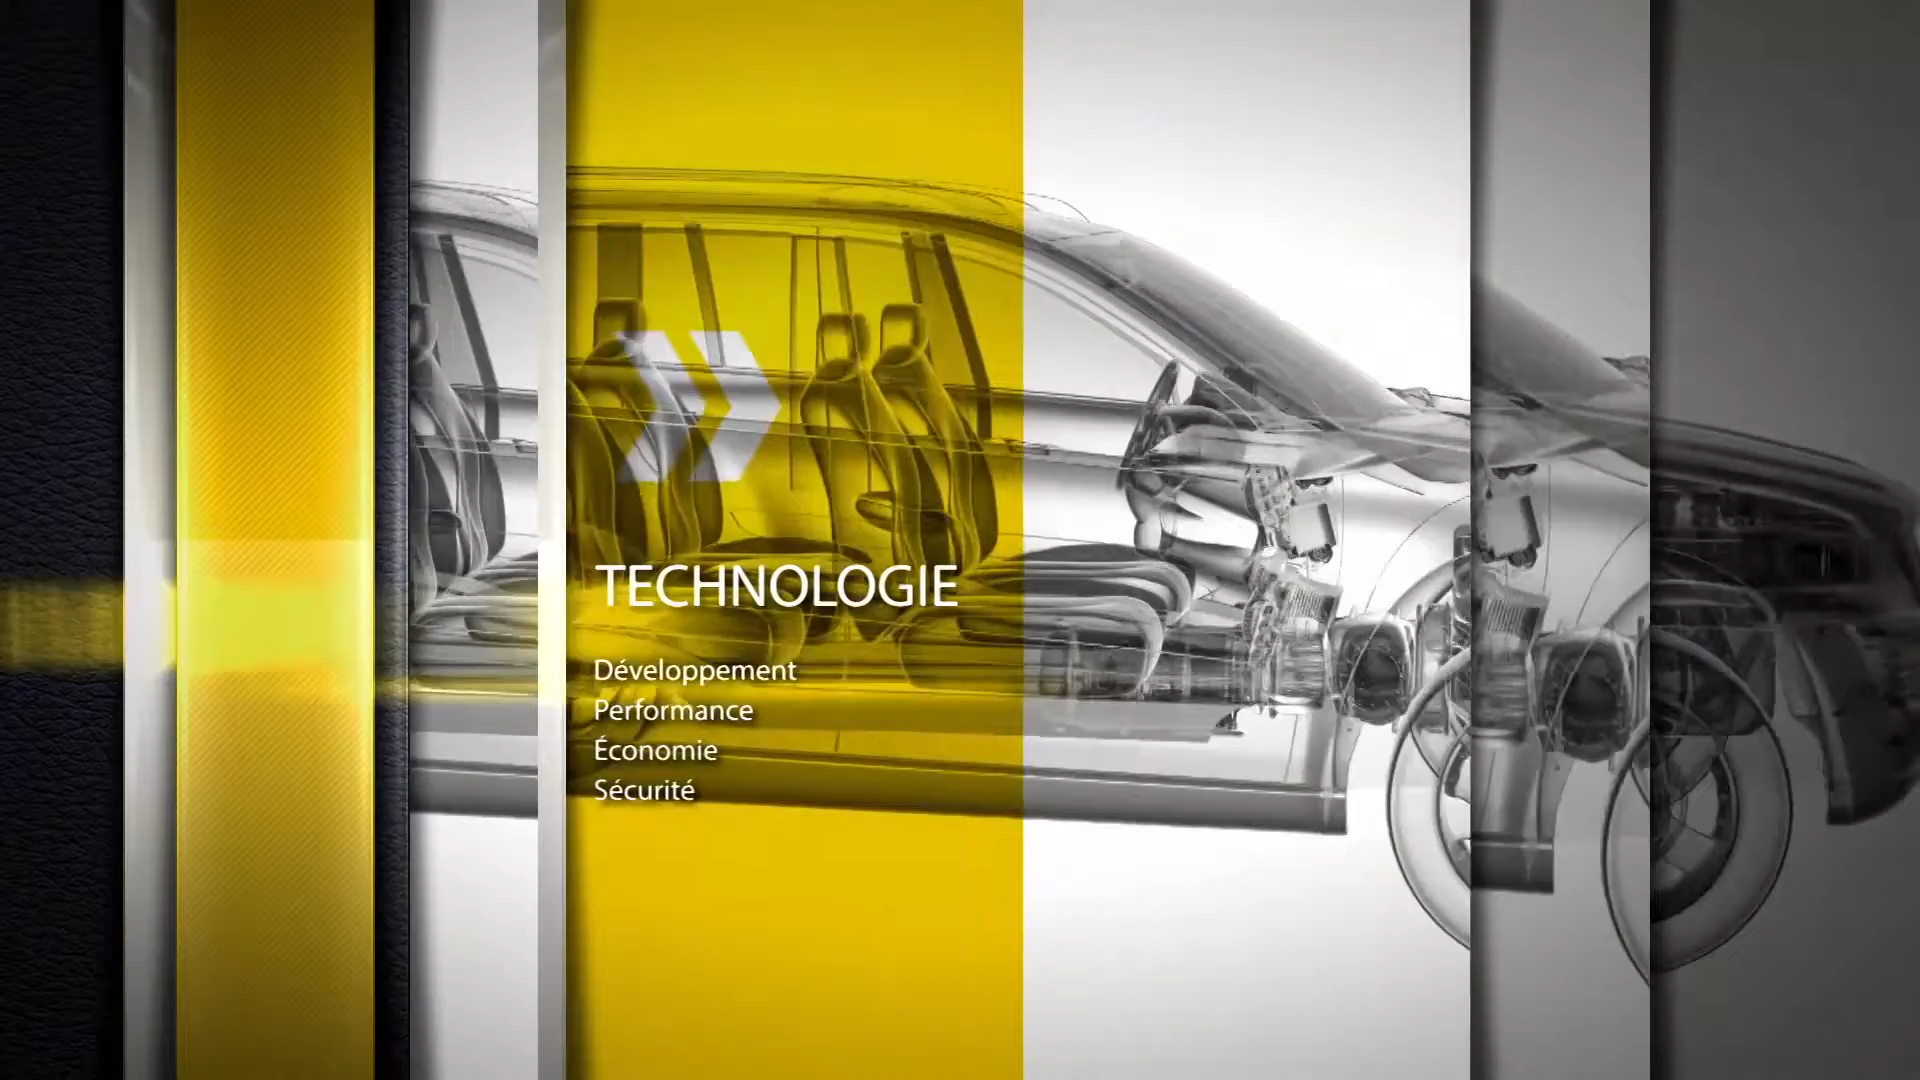 TECHNOLOGIE
Développement
Performance
Économie
Sécurité